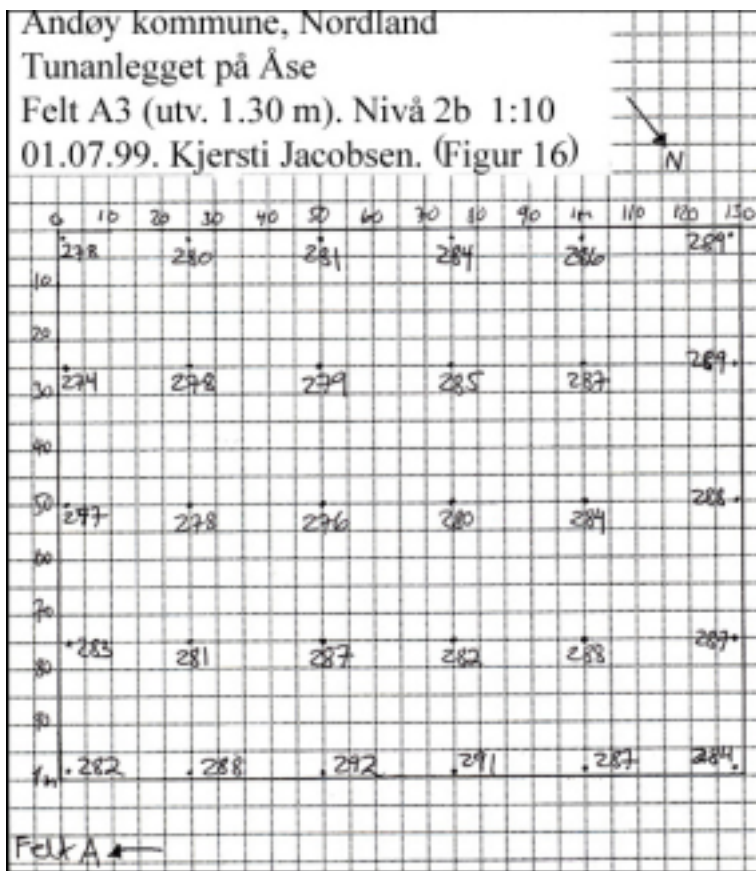 Andøy kommune, Nordland
Tunanlegget på Åse
Felt A3 (utv. 1.30 m). Nivå 2b 1:10
01.07.99. Kjersti Jacobsen. (Figur 16)
N
0 10 20 30 40 50 60 70 80 90 1m 110 120 130
278 280 281 284 286 289
10
20
274 278 279 285 287 289
30
40
50
277 278 276 280 284 288
60
70
283 281 287 282 288 287
80
90
1m 282 288 292 291 287 284
Felt A